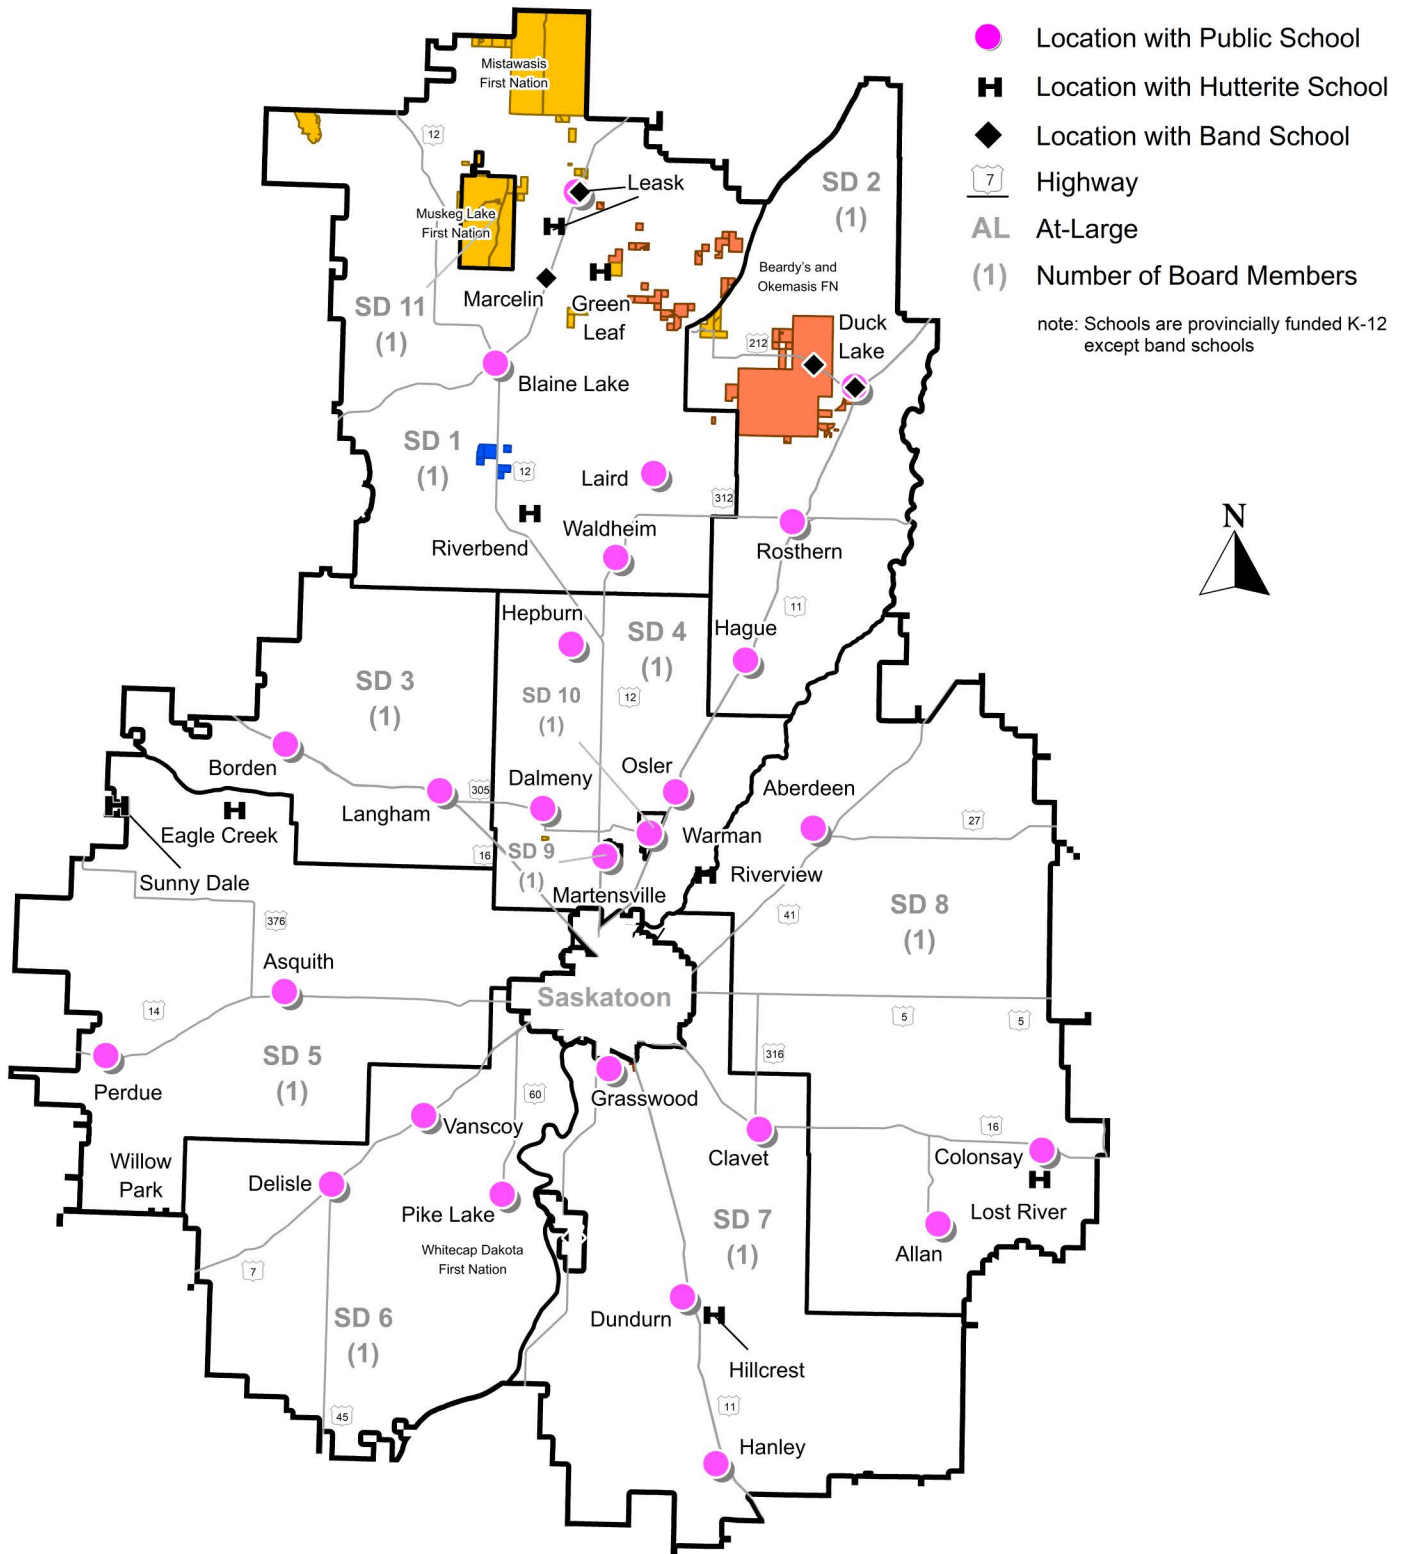 Location with Public School
Location with Hutterite School
Location with Band School
7
Highway
AL
At-Large
(1)
Number of Board Members
note: Schools are provincially funded K-12
except band schools
N
Mistawasis
First Nation
12
Leask
SD 2
(1)
Muskeg Lake
First Nation
Beardy's and
Okemasis FN
Marcelin
Green
Leaf
SD 11
(1)
Duck
Lake
212
Blaine Lake
SD 1
(1)
12
Laird
312
Waldheim
Riverbend
Rosthern
11
Hepburn
SD 4
(1)
Hague
SD 3
(1)
SD 10
(1)
12
Borden
Osler
Dalmeny
Aberdeen
305
Langham
27
Eagle Creek
Warman
16
SD 9
(1)
Sunny Dale
Riverview
Martensville
SD 8
(1)
41
376
Asquith
Saskatoon
14
5
5
SD 5
(1)
316
Perdue
60
Grasswood
Vanscoy
16
Clavet
Colonsay
Willow
Park
Delisle
Pike Lake
Lost River
SD 7
(1)
Allan
Whitecap Dakota
First Nation
7
SD 6
(1)
Dundurn
Hillcrest
45
11
Hanley